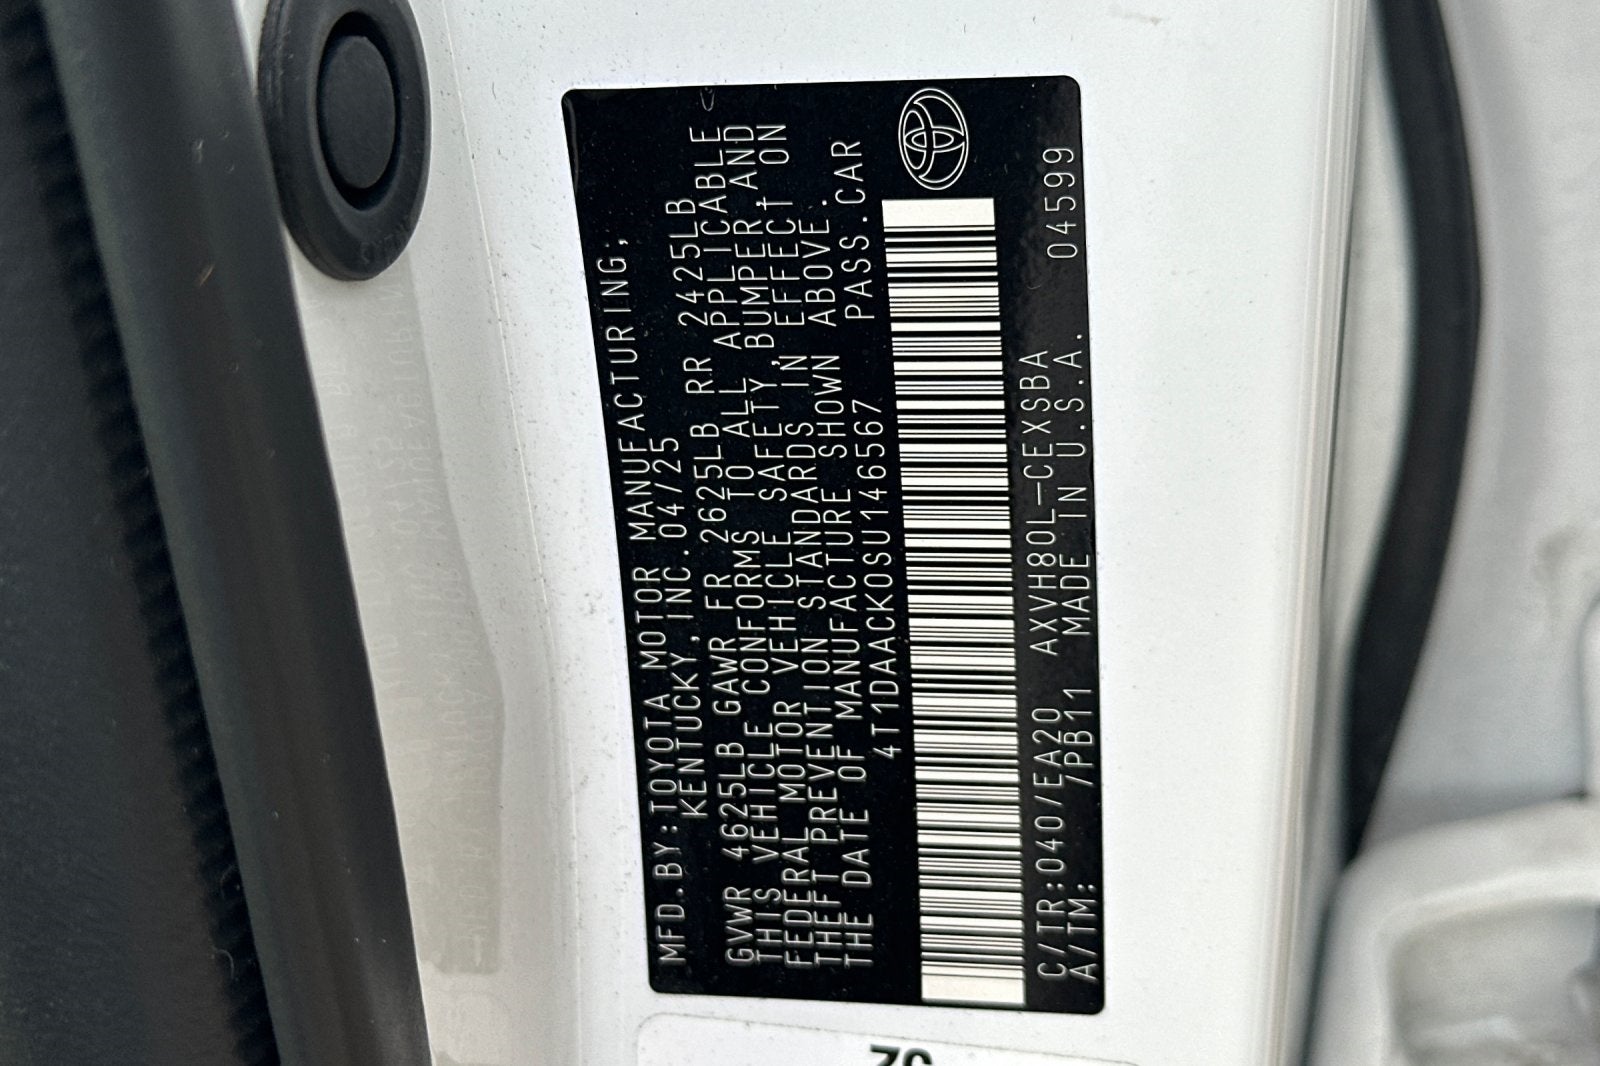 MFD.BY:TOYOTA MOTOR MANUFACTURING,
KENTUCKY,INC. 04/25
GVWR 4625LB GAWR FR 2625LB RR 2425LB
THIS VEHICLE CONFORMS TO ALL APPLICABLE
FEDERAL MOTOR VEHICLE SAFETY,BUMPER,AND
THEFT PREVENTION STANDARDS IN EFFECT ON
THE DATE OF MANUFACTURE SHOWN ABOVE.
4T1DAACK0SU146567 PASS.CAR
C/TR:040/EA20 AXVH80L-CEXSBA 04599
A/TM: /PB11 MADE IN U.S.A.